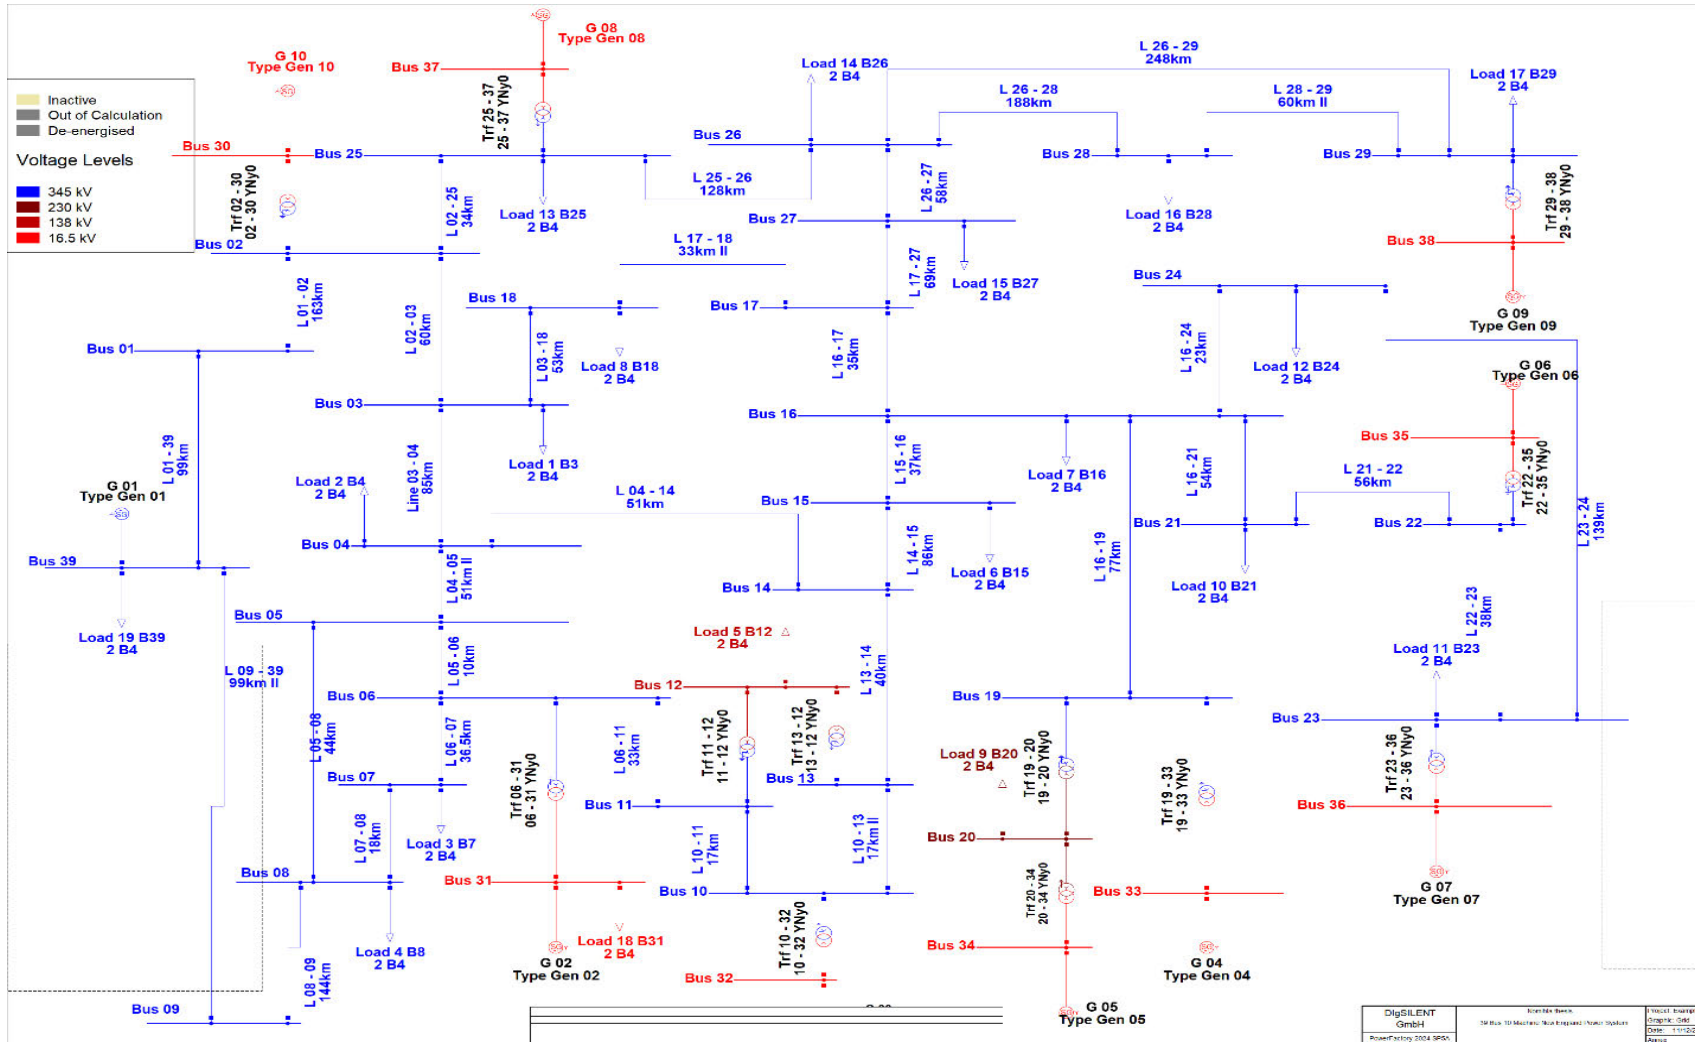 G 08
Type Gen 08
G 10
Type Gen 10
Bus 37
Inactive
Out of Calculation
De-energised
Voltage Levels
345 kV
230 kV
138 kV
16.5 kV
Trf 25 - 37
25 - 37 YNy0
Load 14 B26
2 B4
L 26 - 29
248km
L 26 - 28
188km
L 28 - 29
60km II
Load 17 B29
2 B4
Bus 30
Bus 25
Bus 26
Bus 28
Bus 29
Trf 02 - 30
02 - 30 YNy0
L 02 - 25
34km
Load 13 B25
2 B4
L 25 - 26
128km
L 26 - 27
58km
Load 16 B28
2 B4
Trf 29 - 38
29 - 38 YNy0
Bus 02
Bus 27
Bus 38
L 17 - 18
33km II
L 17 - 27
69km
Load 15 B27
2 B4
Bus 24
L 01 - 02
163km
L 02 - 03
60km
Bus 18
Bus 17
G 09
Type Gen 09
Bus 01
L 03 - 18
53km
Load 8 B18
2 B4
L 16 - 17
35km
L 16 - 24
23km
Load 12 B24
2 B4
G 06
Type Gen 06
Bus 03
Bus 16
Bus 35
L 01 - 39
99km
Line 03 - 04
85km
Load 1 B3
2 B4
L 15 - 16
37km
Load 7 B16
2 B4
L 16 - 21
54km
L 21 - 22
56km
Trf 22 - 35
22 - 35 YNy0
G 01
Type Gen 01
Load 2 B4
2 B4
L 04 - 14
51km
Bus 15
Bus 21
Bus 22
L 23 - 24
139km
Bus 39
Bus 04
L 04 - 05
51km II
L 14 - 15
86km
Load 6 B15
2 B4
L 16 - 19
77km
Load 10 B21
2 B4
Bus 14
Bus 05
Load 19 B39
2 B4
Load 5 B12
2 B4
L 22 - 23
38km
Load 11 B23
2 B4
L 09 - 39
99km II
L 05 - 06
10km
L 13 - 14
40km
Bus 06
Bus 12
Bus 19
Bus 23
L 05 - 08
44km
L 06 - 07
36.5km
Trf 06 - 31
06 - 31 YNy0
L 06 - 11
33km
Trf 11 - 12
11 - 12 YNy0
Trf 13 - 12
13 - 12 YNy0
Load 9 B20
2 B4
Trf 19 - 20
19 - 20 YNy0
Trf 19 - 33
19 - 33 YNy0
Trf 23 - 36
23 - 36 YNy0
Bus 07
Bus 13
Bus 11
Bus 36
L 07 - 08
18km
Load 3 B7
2 B4
L 10 - 11
17km
L 10 - 13
17km II
Bus 20
Bus 08
Bus 31
Bus 10
Trf 20 - 34
20 - 34 YNy0
Bus 33
G 07
Type Gen 07
Load 4 B8
2 B4
Load 18 B31
2 B4
Trf 10 - 32
10 - 32 YNy0
Bus 34
L 08 - 09
144km
G 02
Type Gen 02
Bus 32
G 04
Type Gen 04
Bus 09
G 05
Type Gen 05
DIgSILENT
GmbH
PowerFactory 2024 SP5A
39 Bus 10 Machine New England Power System
Graphic: Grid
Date:
Annex